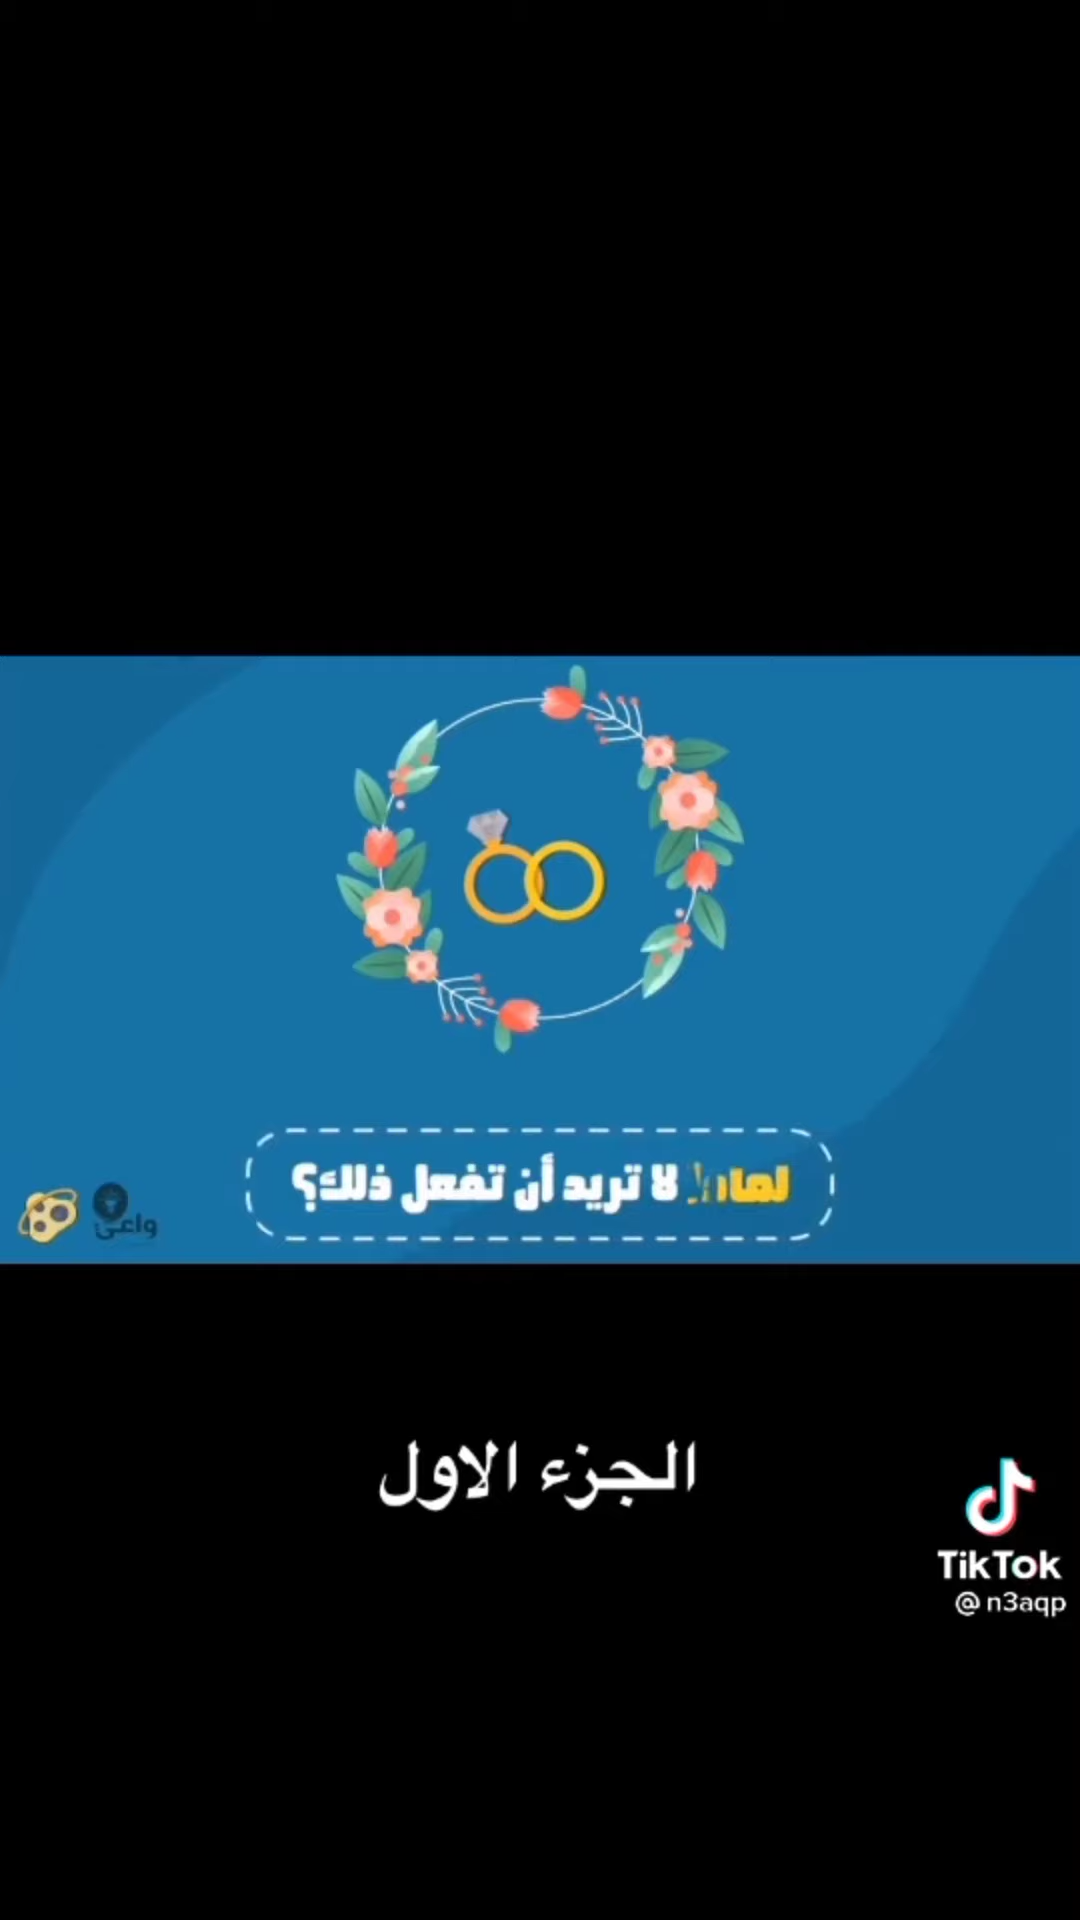 لماذا لا تريد أن تفعل ذلك؟
واعي
الجزء الاول
TikTok
@n3aqp